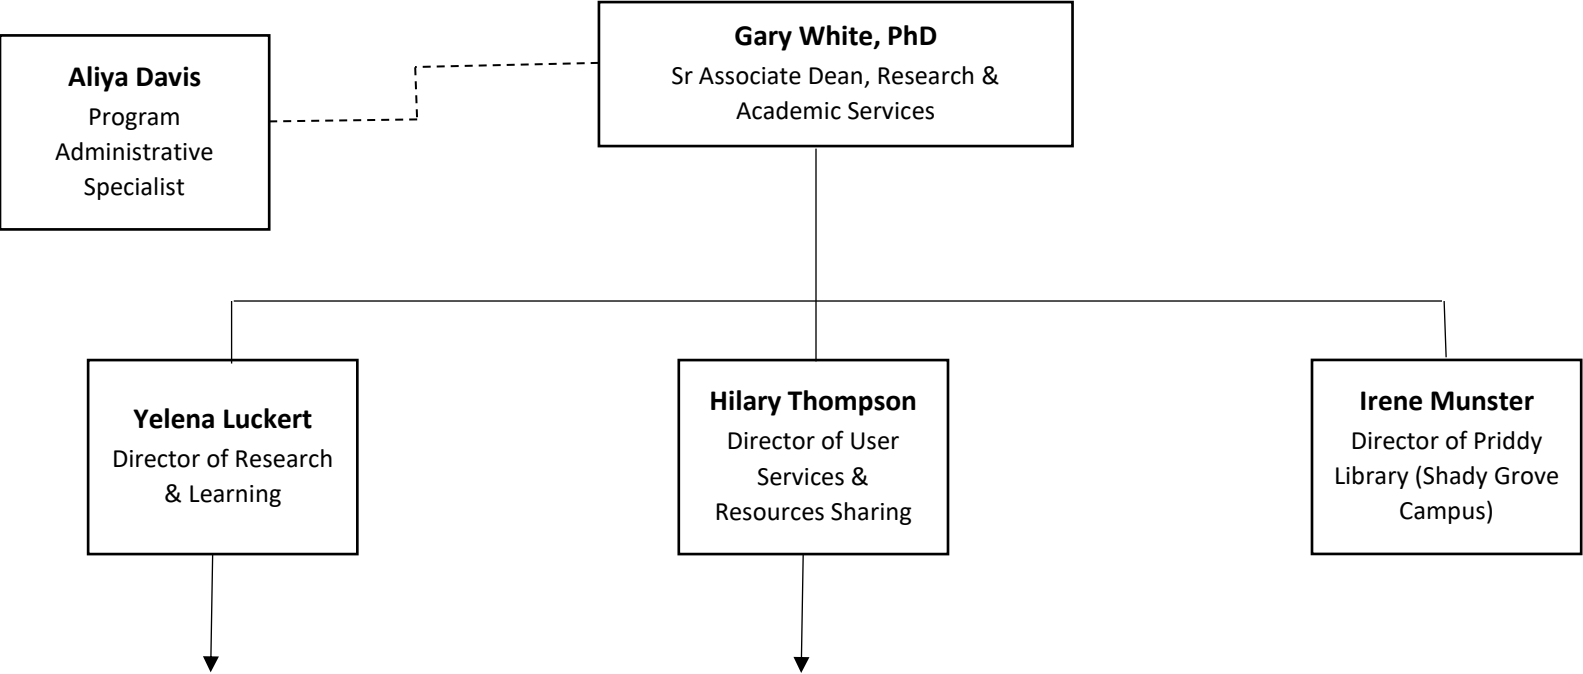 Gary White, PhD
Sr Associate Dean, Research &
Academic Services
Aliya Davis
Program
Administrative
Specialist
Yelena Luckert
Director of Research
& Learning
Hilary Thompson
Director of User
Services &
Resources Sharing
Irene Munster
Director of Priddy
Library (Shady Grove
Campus)